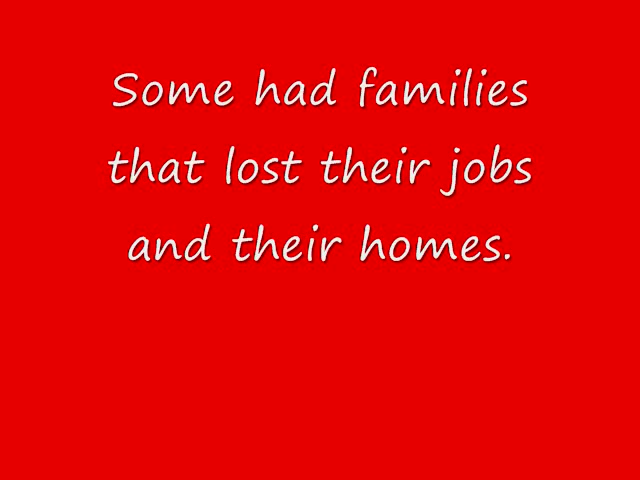 Some had families
that lost their jobs
and their homes.